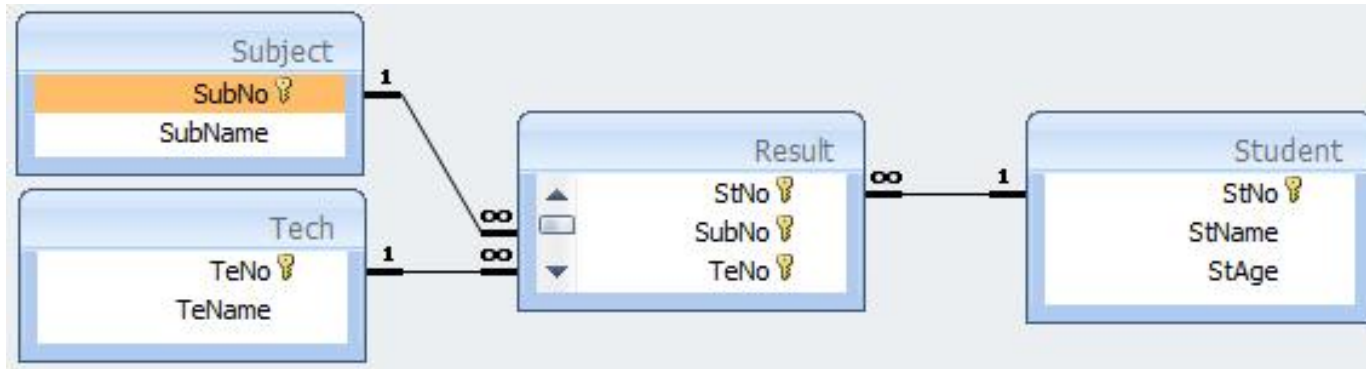 Subject
SubNo
SubName
Tech
TeNo
TeName
1
∞
1
∞
Result
StNo
SubNo
TeNo
∞
1
Student
StNo
StName
StAge